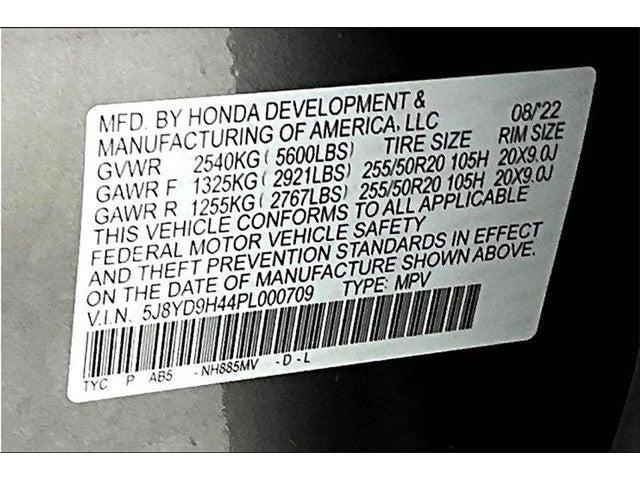 MFD. BY HONDA DEVELOPMENT & 08/'22
MANUFACTURING OF AMERICA, LLC TIRE SIZE RIM SIZE
GVWR 2540KG ( 5600LBS)
GAWR F 1325KG ( 2921LBS) 255/50R20 105H 20X9.0J
GAWR R 1255KG ( 2767LBS) 255/50R20 105H 20X9.0J
THIS VEHICLE CONFORMS TO ALL APPLICABLE
FEDERAL MOTOR VEHICLE SAFETY
AND THEFT PREVENTION STANDARDS IN EFFECT
ON THE DATE OF MANUFACTURE SHOWN ABOVE.
V.I.N. 5J8YD9H44PL000709 TYPE: MPV
TYC P AB5 -NH885MV -D-L